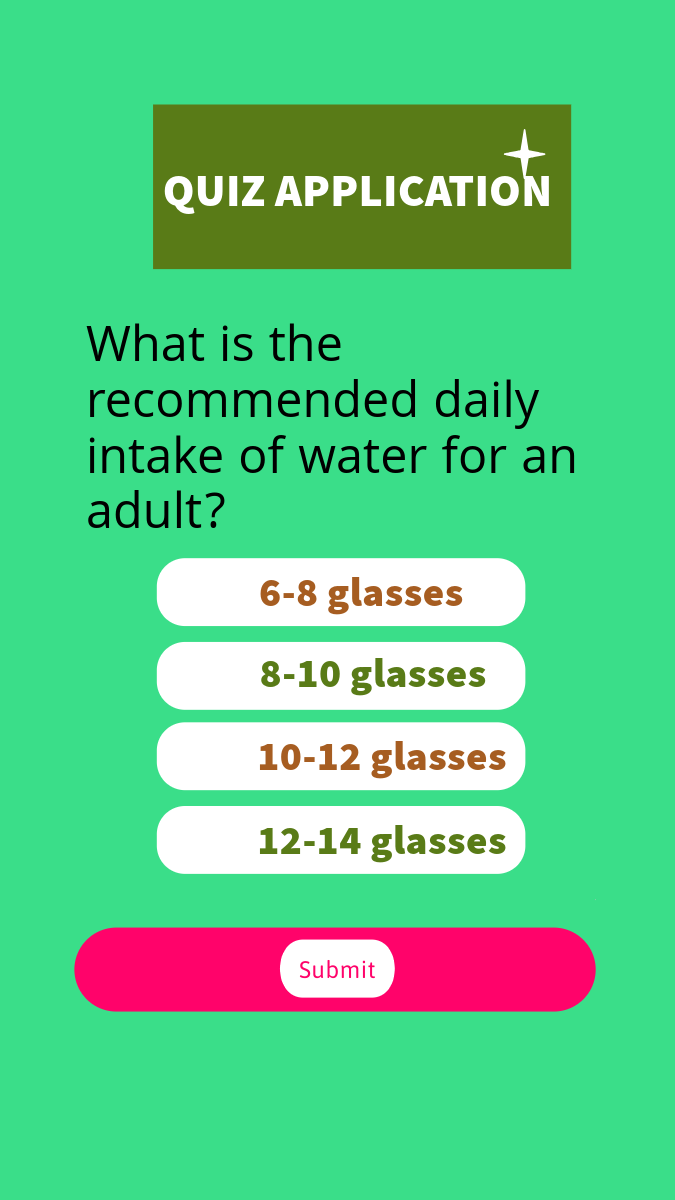 QUIZ APPLICATION
What is the
recommended daily
intake of water for an
adult?
6-8 glasses
8-10 glasses
10-12 glasses
12-14 glasses
Submit